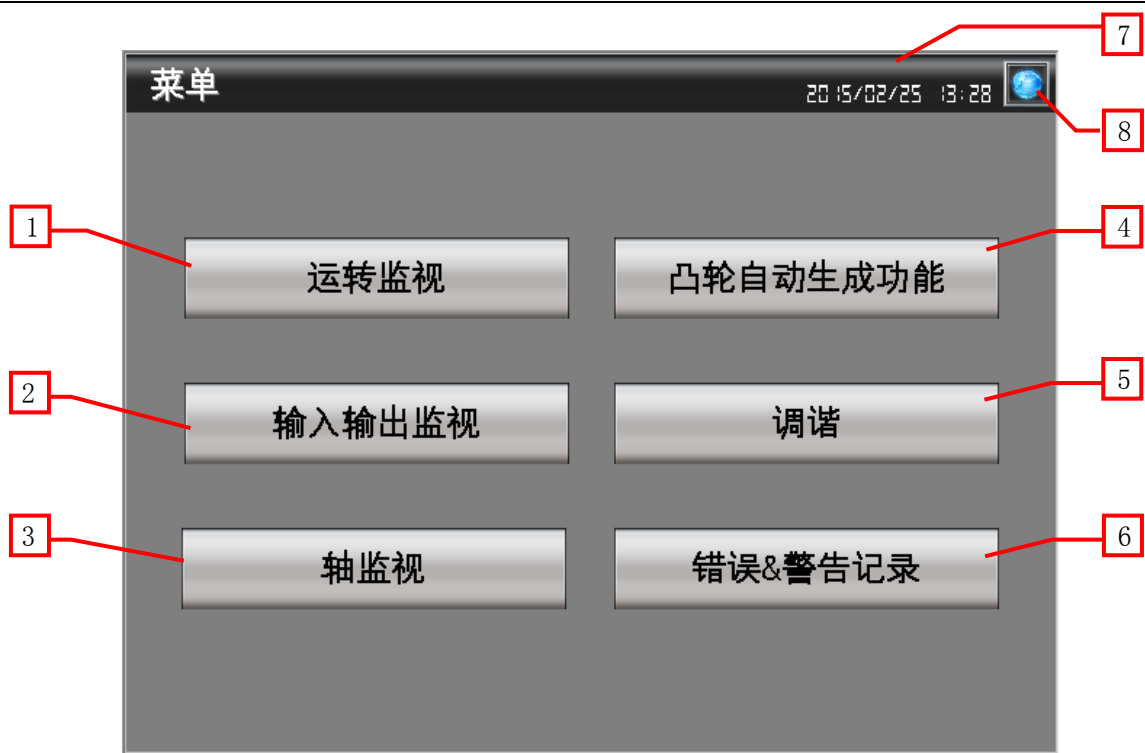 7
菜单
2015/02/25 13:28
8
1
4
运转监视
凸轮自动生成功能
2
5
输入输出监视
调谐
3
6
轴监视
错误&警告记录